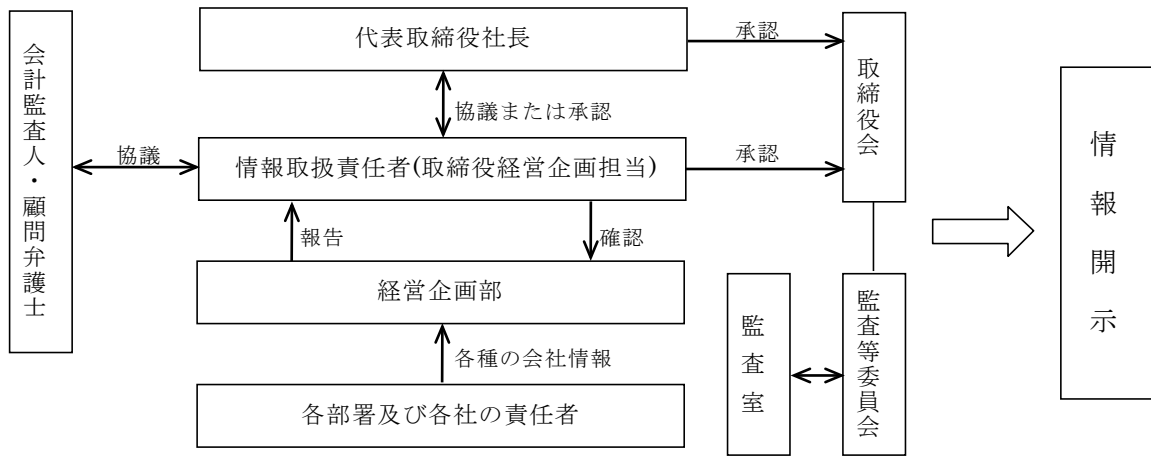 代表取締役社長
承認
取締役会
会計監査人・顧問弁護士
協議または承認
協議
情報取扱責任者(取締役経営企画担当)
承認
情報開示
報告
確認
経営企画部
監査室
監査等委員会
各種の会社情報
各部署及び各社の責任者